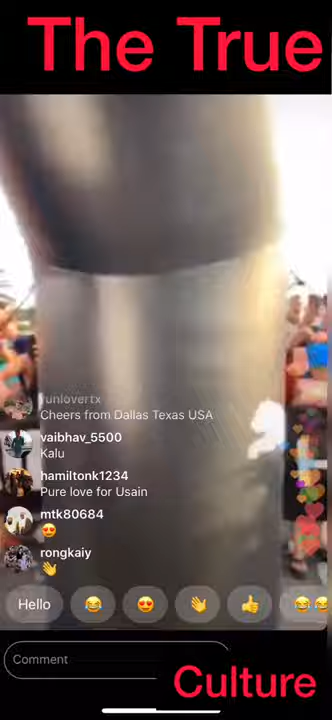 The True
unlovertx
Cheers from Dallas Texas USA
vaibhav_5500
Kalu
hamiltonk1234
Pure love for Usain
mtk80684
😍
rongkaiy
👋
Hello 😂 😍 👋 👍 😂😂
Comment
Culture